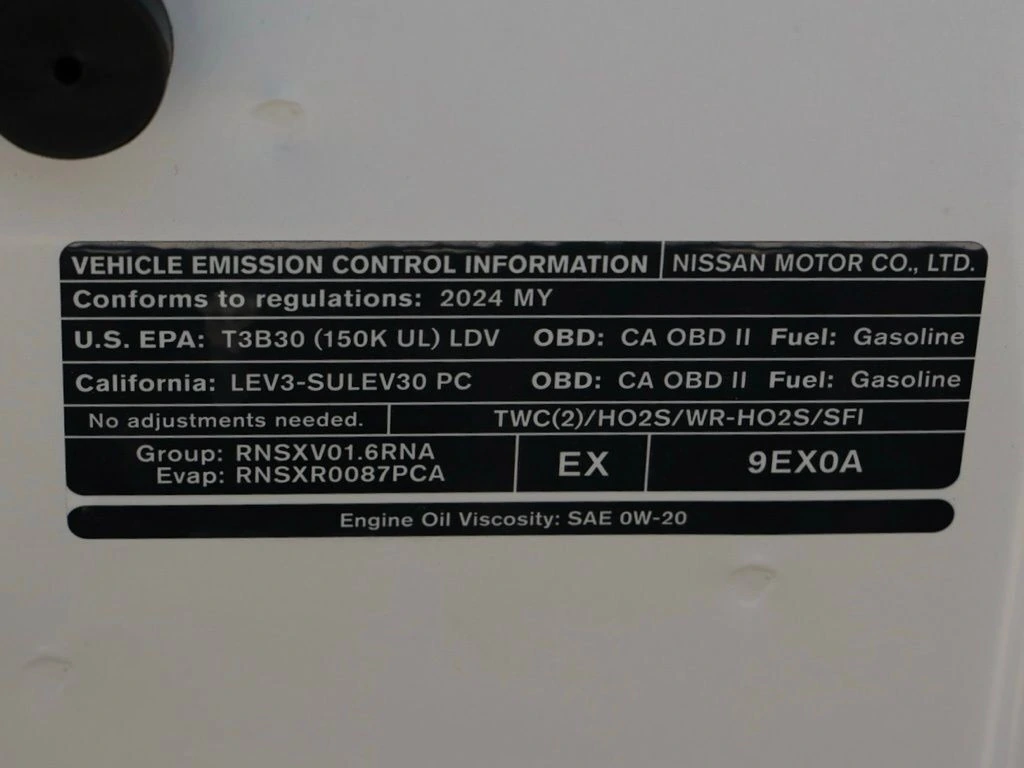 VEHICLE EMISSION CONTROL INFORMATION NISSAN MOTOR CO., LTD.
Conforms to regulations: 2024 MY
U.S. EPA: T3B30 (150K UL) LDV OBD: CA OBD II Fuel: Gasoline
California: LEV3-SULEV30 PC OBD: CA OBD II Fuel: Gasoline
No adjustments needed. TWC(2)/HO2S/WR-HO2S/SFI
Group: RNSXV01.6RNA
Evap: RNSXR0087PCA
EX
9EX0A
Engine Oil Viscosity: SAE 0W-20